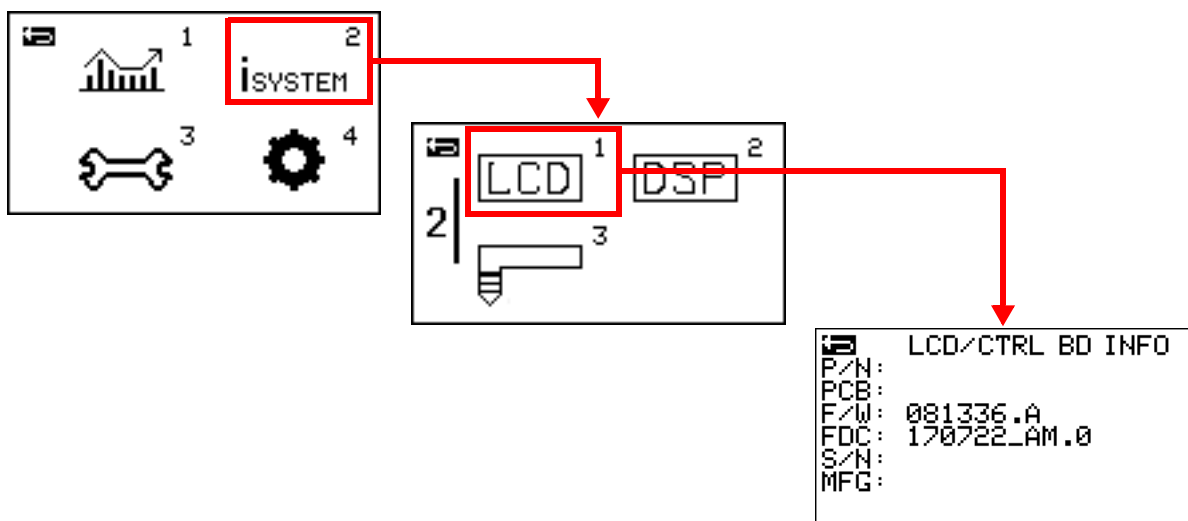 1
2
iSYSTEM
3
4
1
2
LCD
DSP
2
3
LCD/CTRL BD INFO
P/N:
PCB:
F/W: 081336.A
FDC: 170722_AM.0
S/N:
MFG: